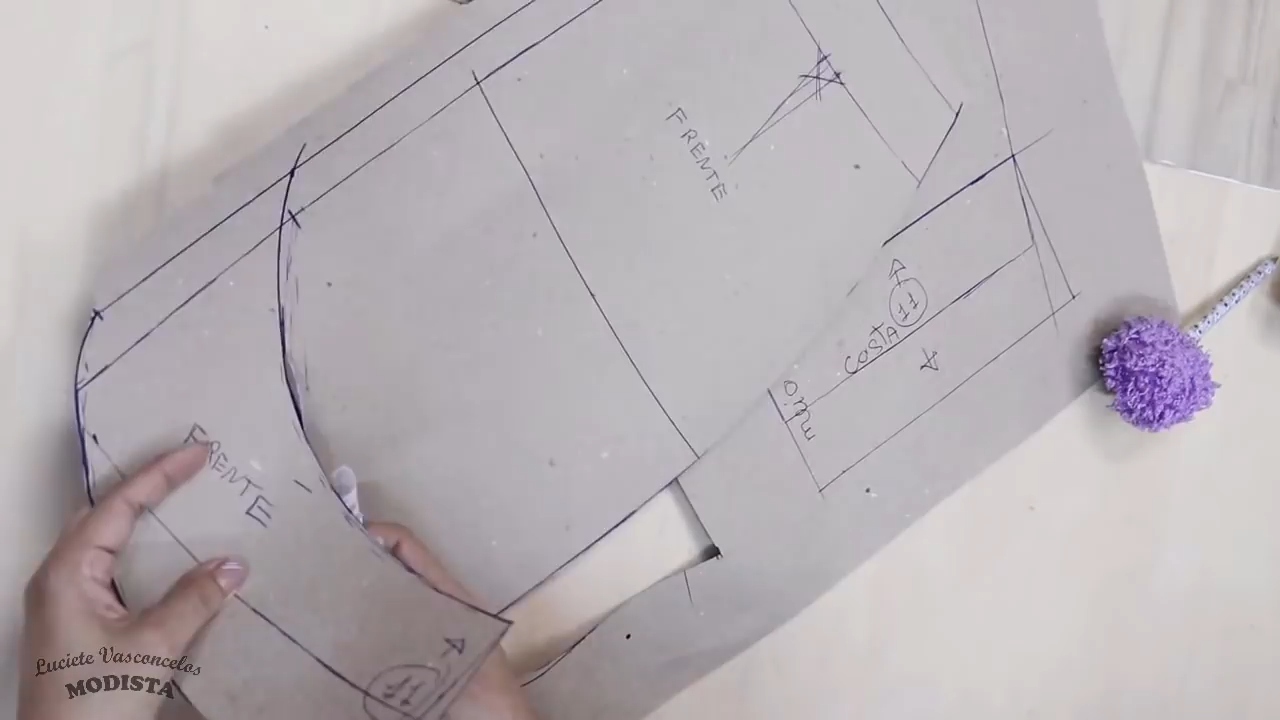 FRENTE
COSTA 11
FRENTE
11
Luciete Vasconcelos
MODISTA